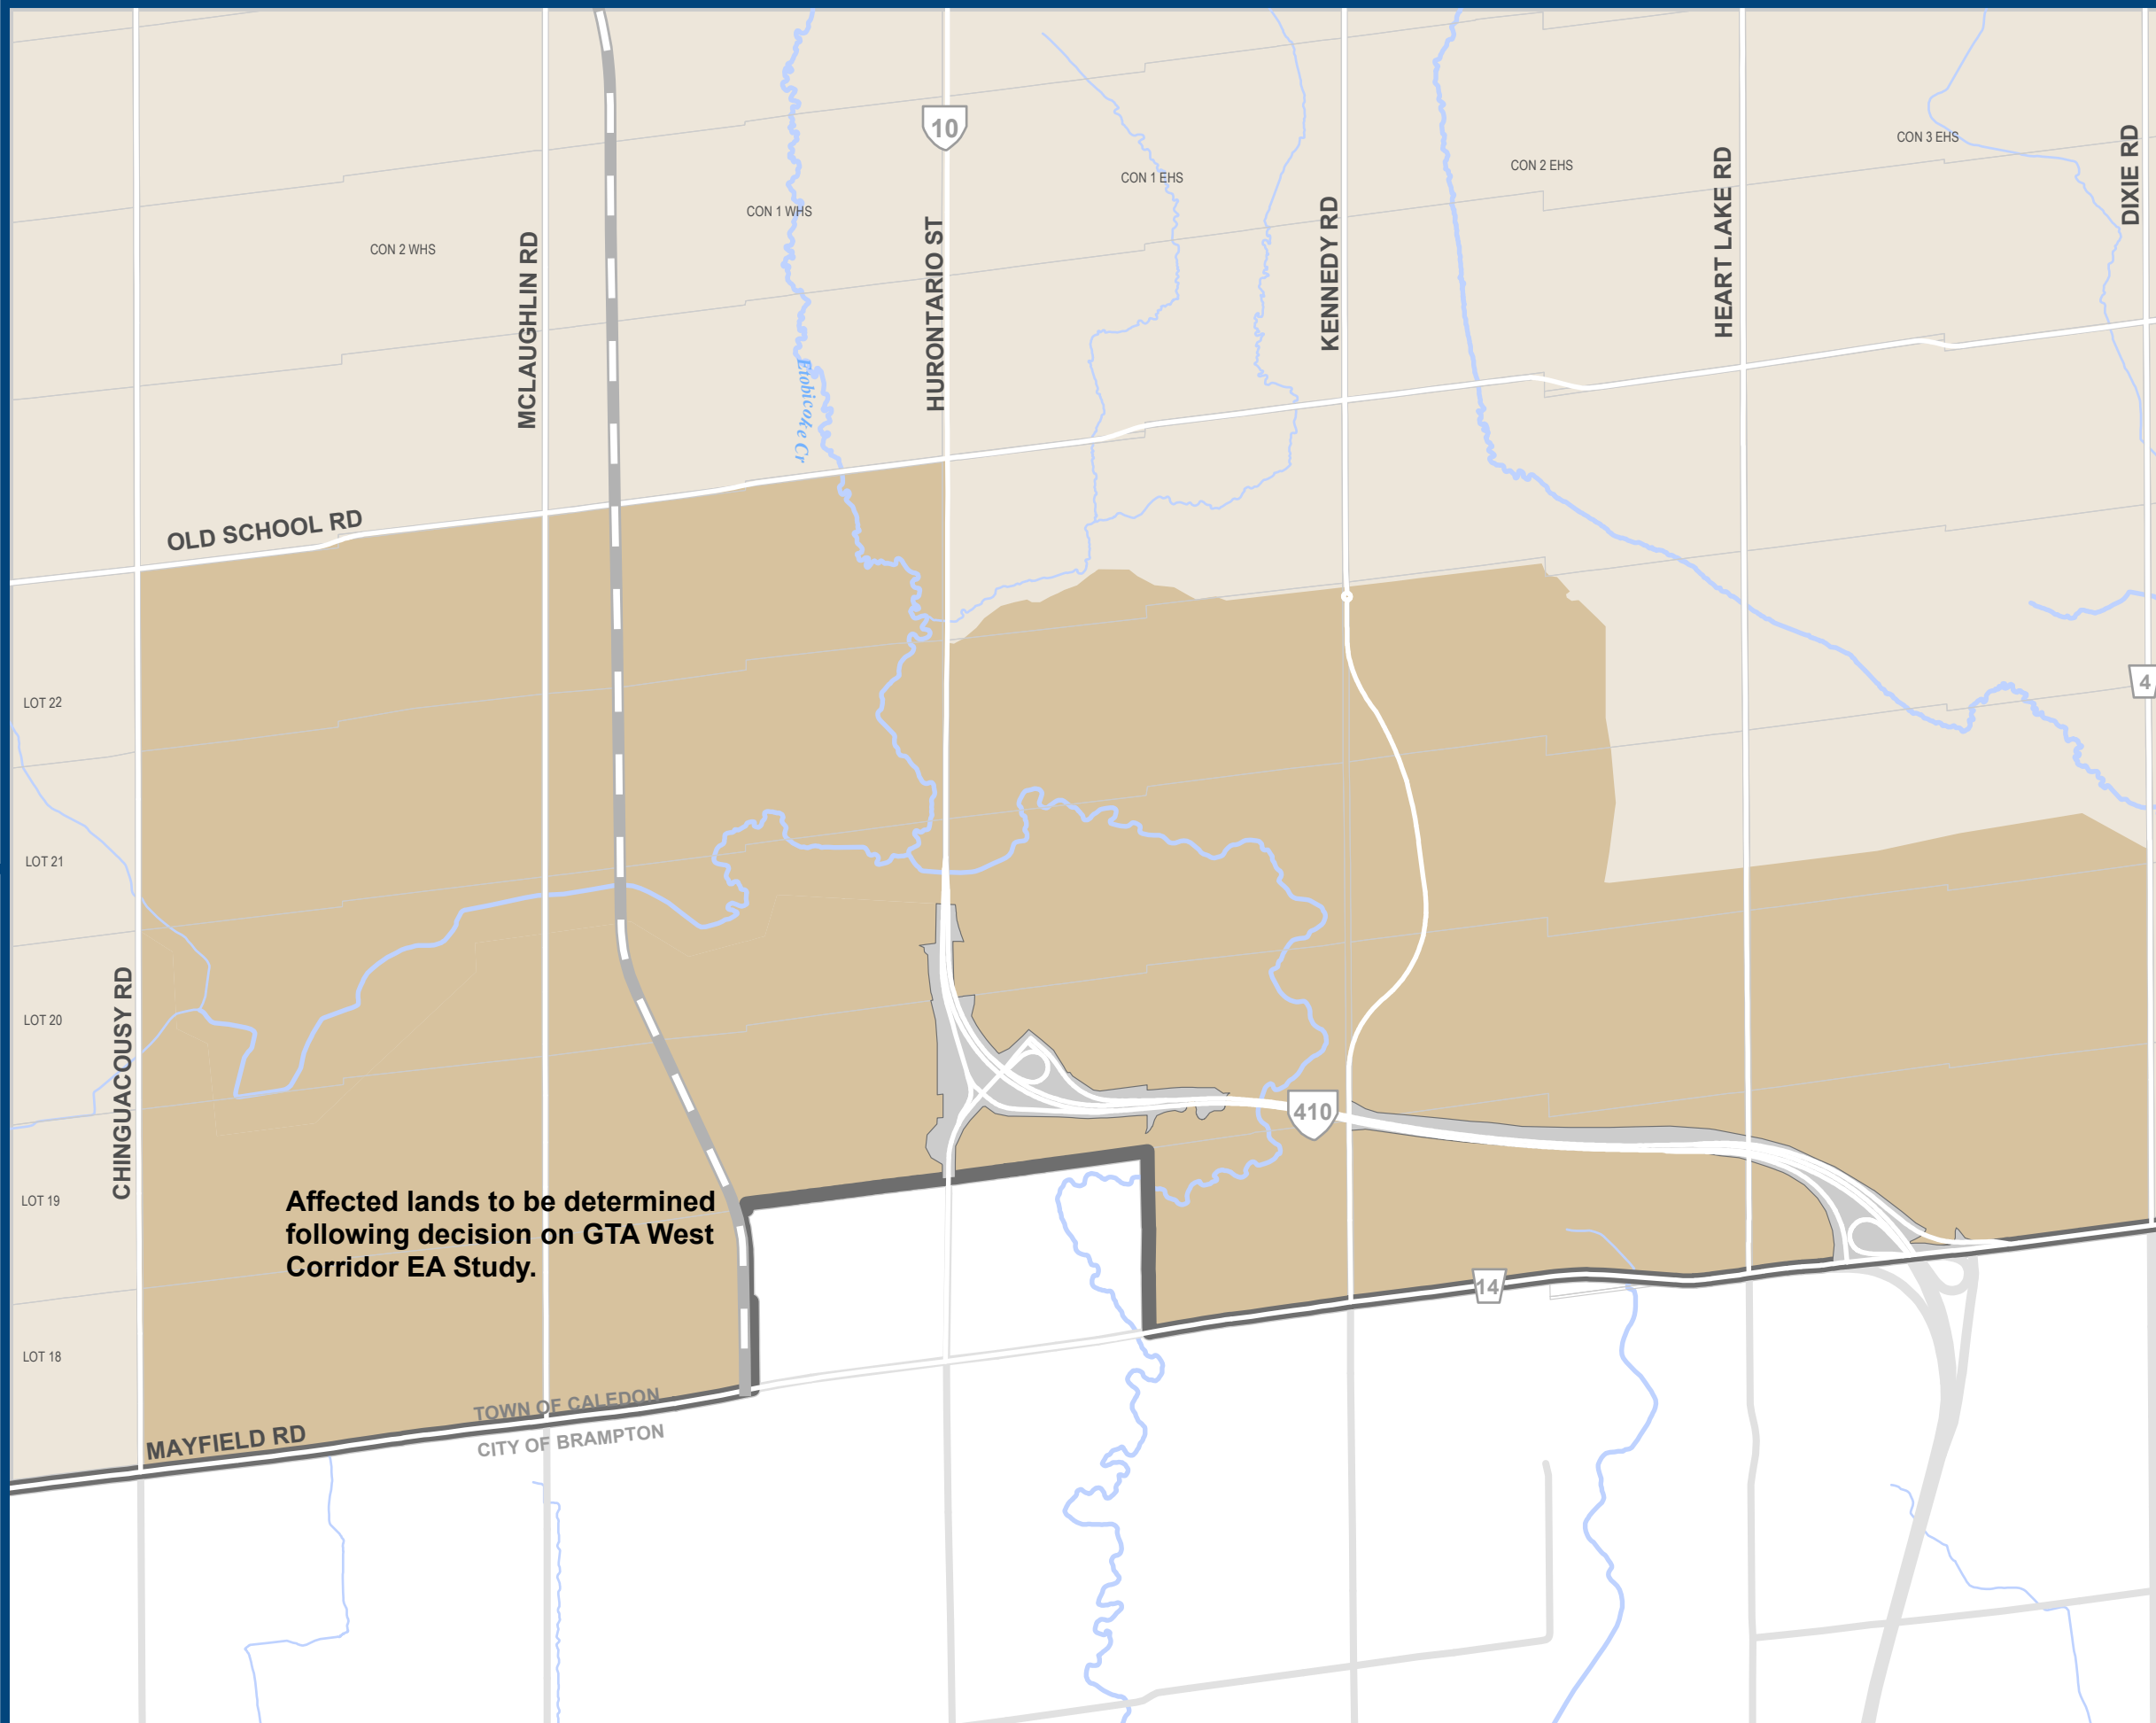 10
CON 3 EHS
CON 2 EHS
CON 1 EHS
DIXIE RD
HEART LAKE RD
KENNEDY RD
CON 1 WHS
HURONTARIO ST
CON 2 WHS
MCLAUGHLIN RD
Etobicoke Cr
OLD SCHOOL RD
4
LOT 22
LOT 21
LOT 20
CHINGUACOUSY RD
410
LOT 19
Affected lands to be determined
following decision on GTA West
Corridor EA Study.
14
LOT 18
TOWN OF CALEDON
MAYFIELD RD
CITY OF BRAMPTON